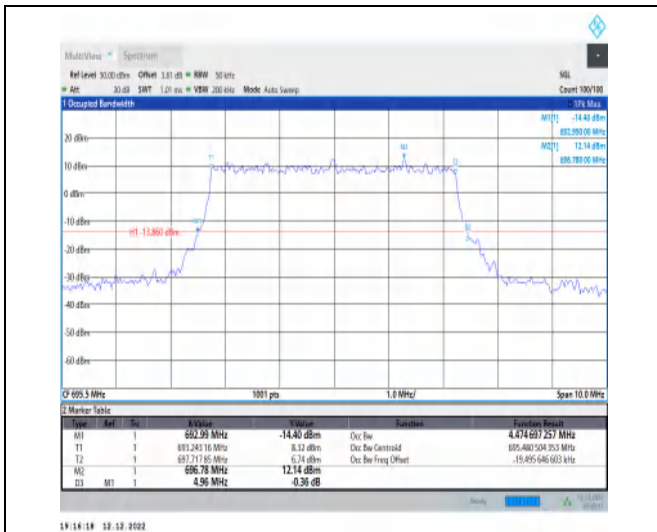 MultiView Spectrum
Ref Level 30.00 dBm Offset 3.81 dB RBW 50 kHz SGL
Att 30 dB SWT 1.01 ms VBW 200 kHz Mode Auto Sweep Count 100/100
1 Occupied Bandwidth 1Pk Max
M1[1] -14.40 dBm
692.990 00 MHz
M2[1] 12.14 dBm
696.780 00 MHz
20 dBm
M2
T1
10 dBm
0 dBm
-10 dBm
H1 -13.860 dBm
-30 dBm
-40 dBm
-50 dBm
-60 dBm
CF 695.5 MHz 1001 pts 1.0 MHz/ Span 10.0 MHz
2 Marker Table
Type Ref Trc X-Value Y-Value Function Function Result
M1 1 692.99 MHz -14.40 dBm Occ Bw 4.474 697 257 MHz
T1 1 693.243 16 MHz 8.32 dBm Occ Bw Centroid 695.480 504 353 MHz
T2 1 697.717 85 MHz 6.74 dBm Occ Bw Freq Offset -19.495 646 603 kHz
M2 1 696.78 MHz 12.14 dBm
D3 M1 1 4.96 MHz -0.36 dB
Ready
19:16:18 12.12.2022